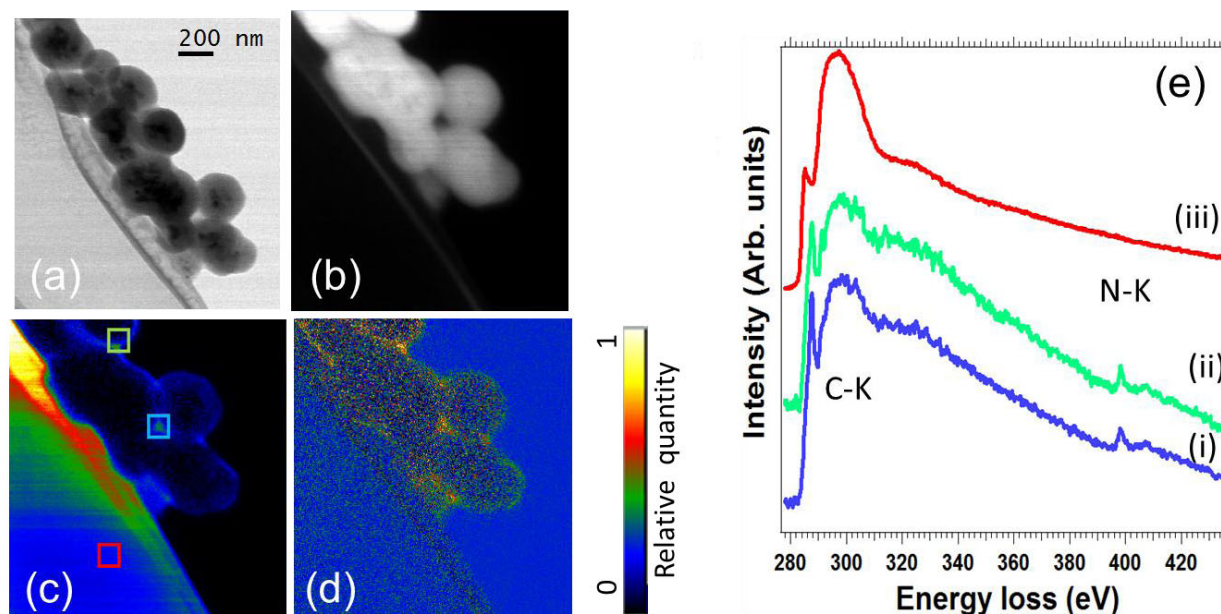 200 nm
(a)
(b)
(c)
(d)
1
Relative quantity
0
(e)
Intensity (Arb. units)
(iii)
N-K
(ii)
C-K
(i)
280 300 320 340 360 380 400 420
Energy loss (eV)